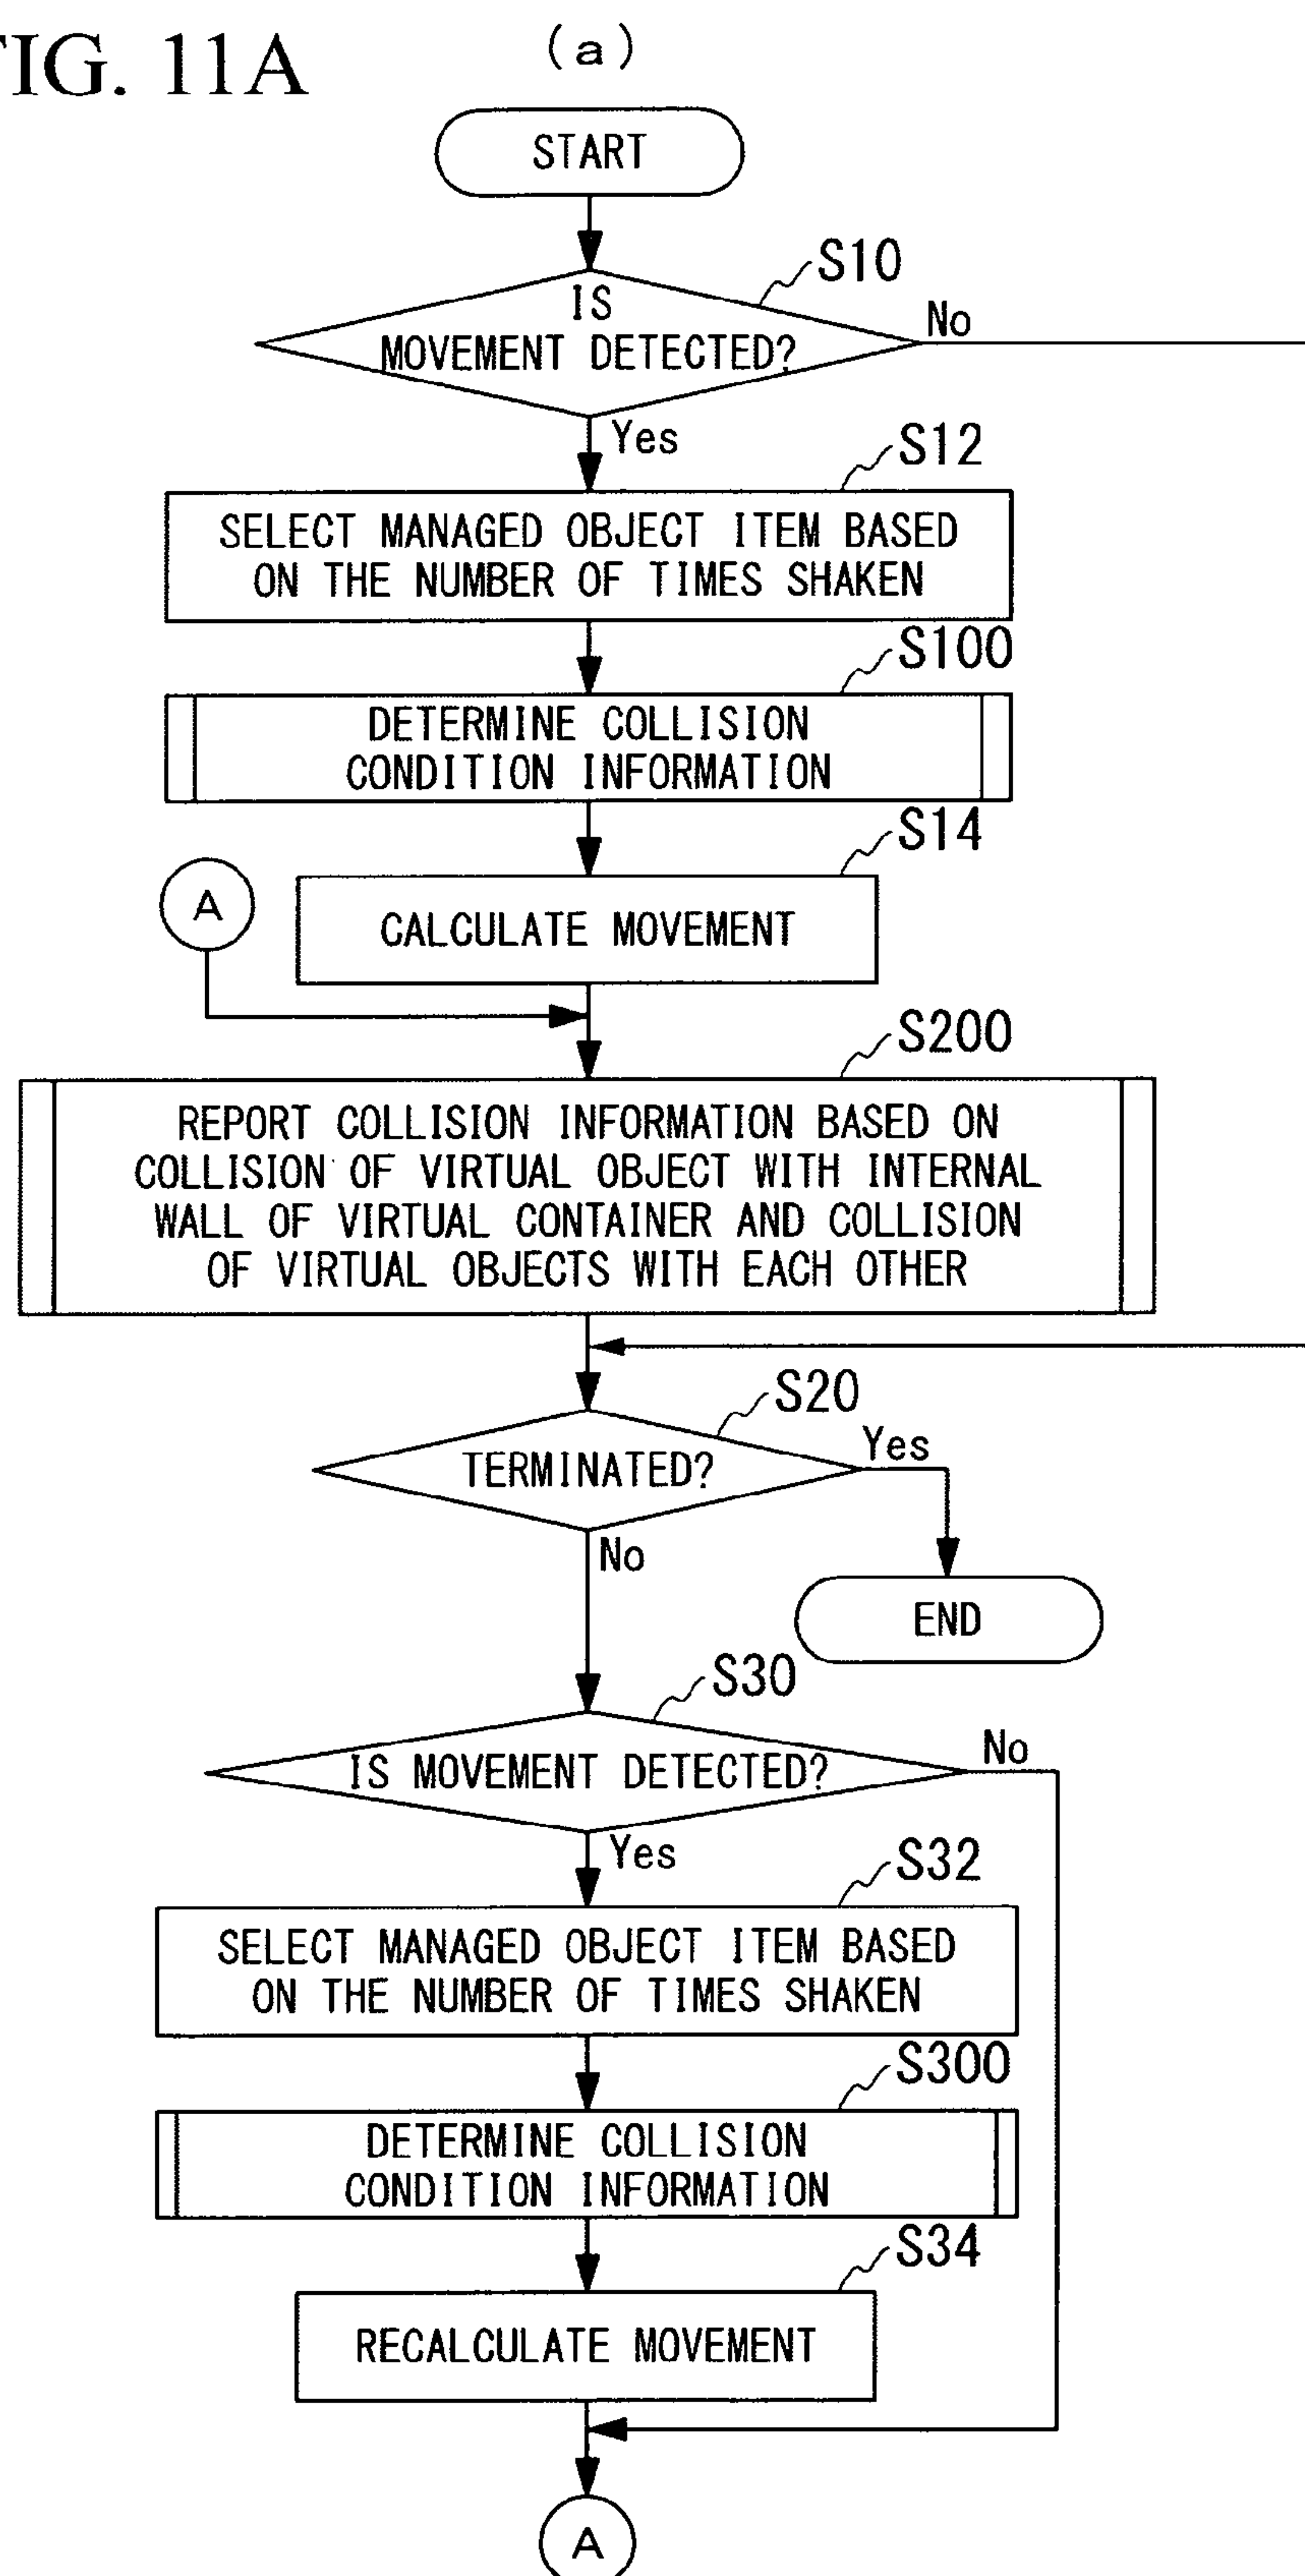 FIG. 11A
(a)
START
S10
IS
MOVEMENT DETECTED?
No
Yes
S12
SELECT MANAGED OBJECT ITEM BASED
ON THE NUMBER OF TIMES SHAKEN
S100
DETERMINE COLLISION
CONDITION INFORMATION
S14
A
CALCULATE MOVEMENT
S200
REPORT COLLISION INFORMATION BASED ON
COLLISION OF VIRTUAL OBJECT WITH INTERNAL
WALL OF VIRTUAL CONTAINER AND COLLISION
OF VIRTUAL OBJECTS WITH EACH OTHER
S20
TERMINATED?
Yes
No
END
S30
IS MOVEMENT DETECTED?
No
Yes
S32
SELECT MANAGED OBJECT ITEM BASED
ON THE NUMBER OF TIMES SHAKEN
S300
DETERMINE COLLISION
CONDITION INFORMATION
S34
RECALCULATE MOVEMENT
A